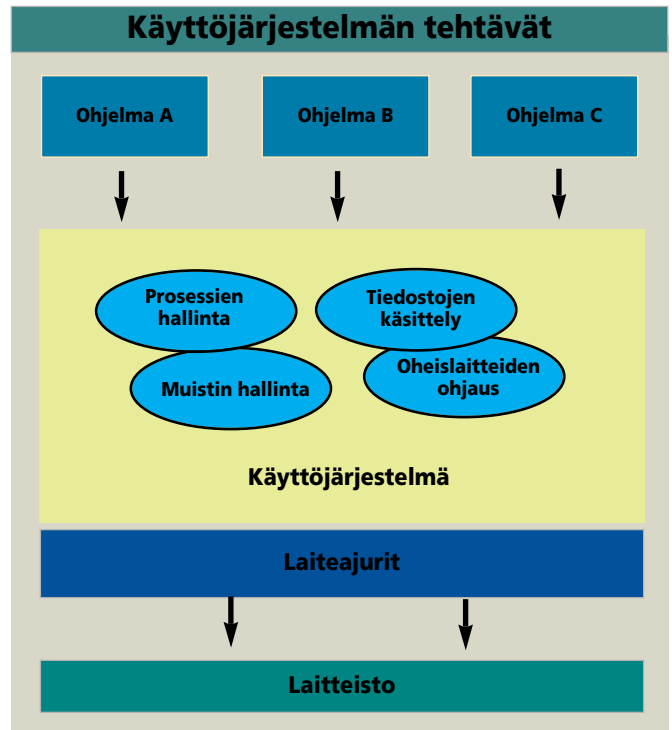 Käyttöjärjestelmän tehtävät
Ohjelma A
Ohjelma B
Ohjelma C
Prosessien
hallinta
Tiedostojen
käsittely
Muistin hallinta
Oheislaitteiden
ohjaus
Käyttöjärjestelmä
Laiteajurit
Laitteisto